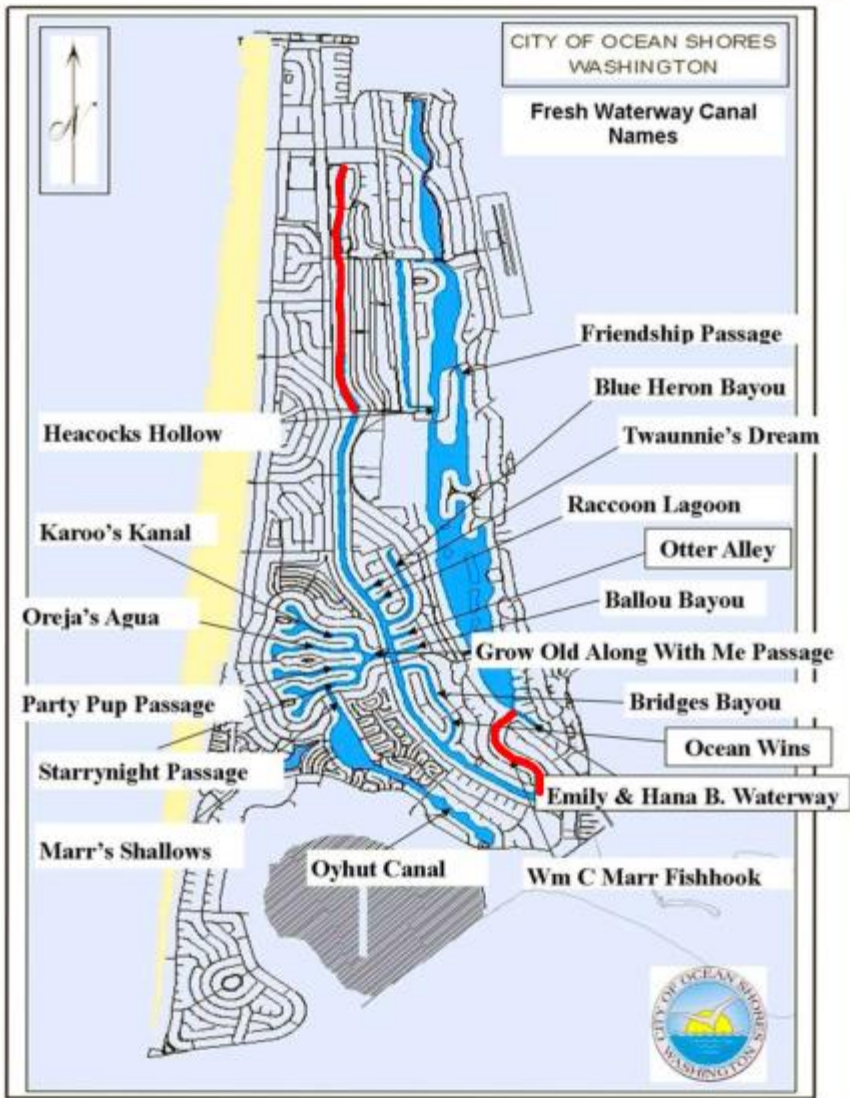 CITY OF OCEAN SHORES
WASHINGTON
Fresh Waterway Canal
Names
N
Friendship Passage
Blue Heron Bayou
Heacocks Hollow
Twaunnie's Dream
Raccoon Lagoon
Karoo's Kanal
Otter Alley
Oreja's Agua
Ballou Bayou
Grow Old Along With Me Passage
Party Pup Passage
Bridges Bayou
Ocean Wins
Starrynight Passage
Emily & Hana B. Waterway
Marr's Shallows
Oyhut Canal
Wm C Marr Fishhook
CITY OF OCEAN SHORES
WASHINGTON